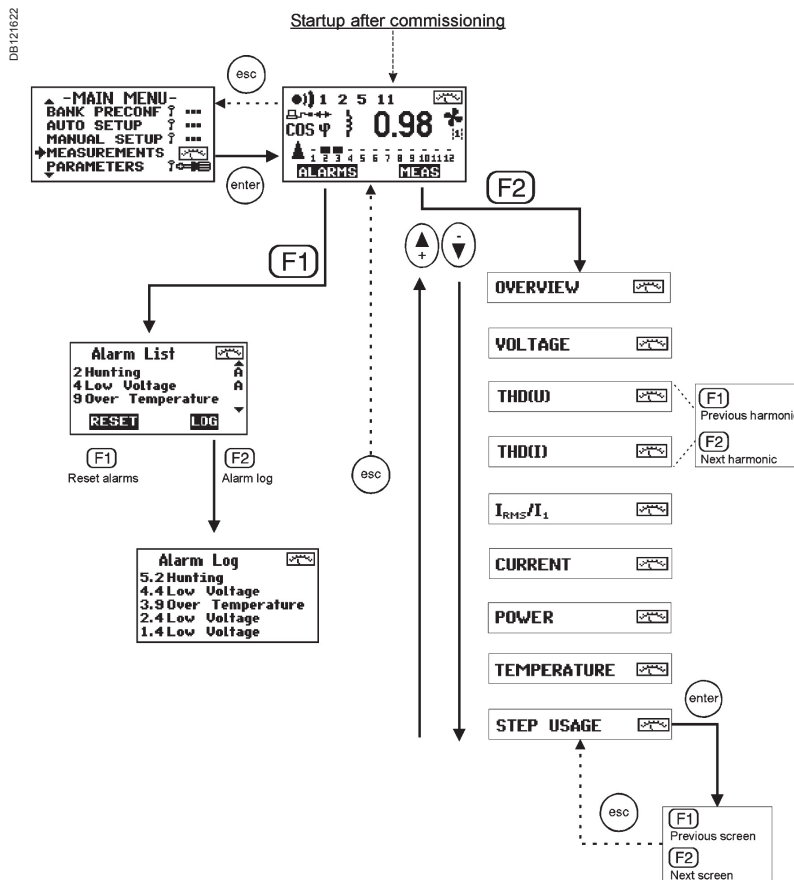 DB121622
Startup after commissioning
esc
-MAIN MENU-
BANK PRECONF
AUTO SETUP
MANUAL SETUP
MEASUREMENTS
PARAMETERS
enter
1 2 5 11
COS φ 0.98
1
1 2 3 4 5 6 7 8 9 10 11 12
ALARMS MEAS
F1
F2
+
-
Alarm List
2 Hunting A
4 Low Voltage A
9 Over Temperature
RESET LOG
F1
Reset alarms
F2
Alarm log
esc
Alarm Log
5.2 Hunting
4.4 Low Voltage
3.9 Over Temperature
2.4 Low Voltage
1.4 Low Voltage
OVERVIEW
VOLTAGE
THD(U)
THD(I)
F1
Previous harmoni
F2
Next harmonic
IRMS/I1
CURRENT
POWER
TEMPERATURE
STEP USAGE
enter
esc
F1
Previous screen
F2
Next screen